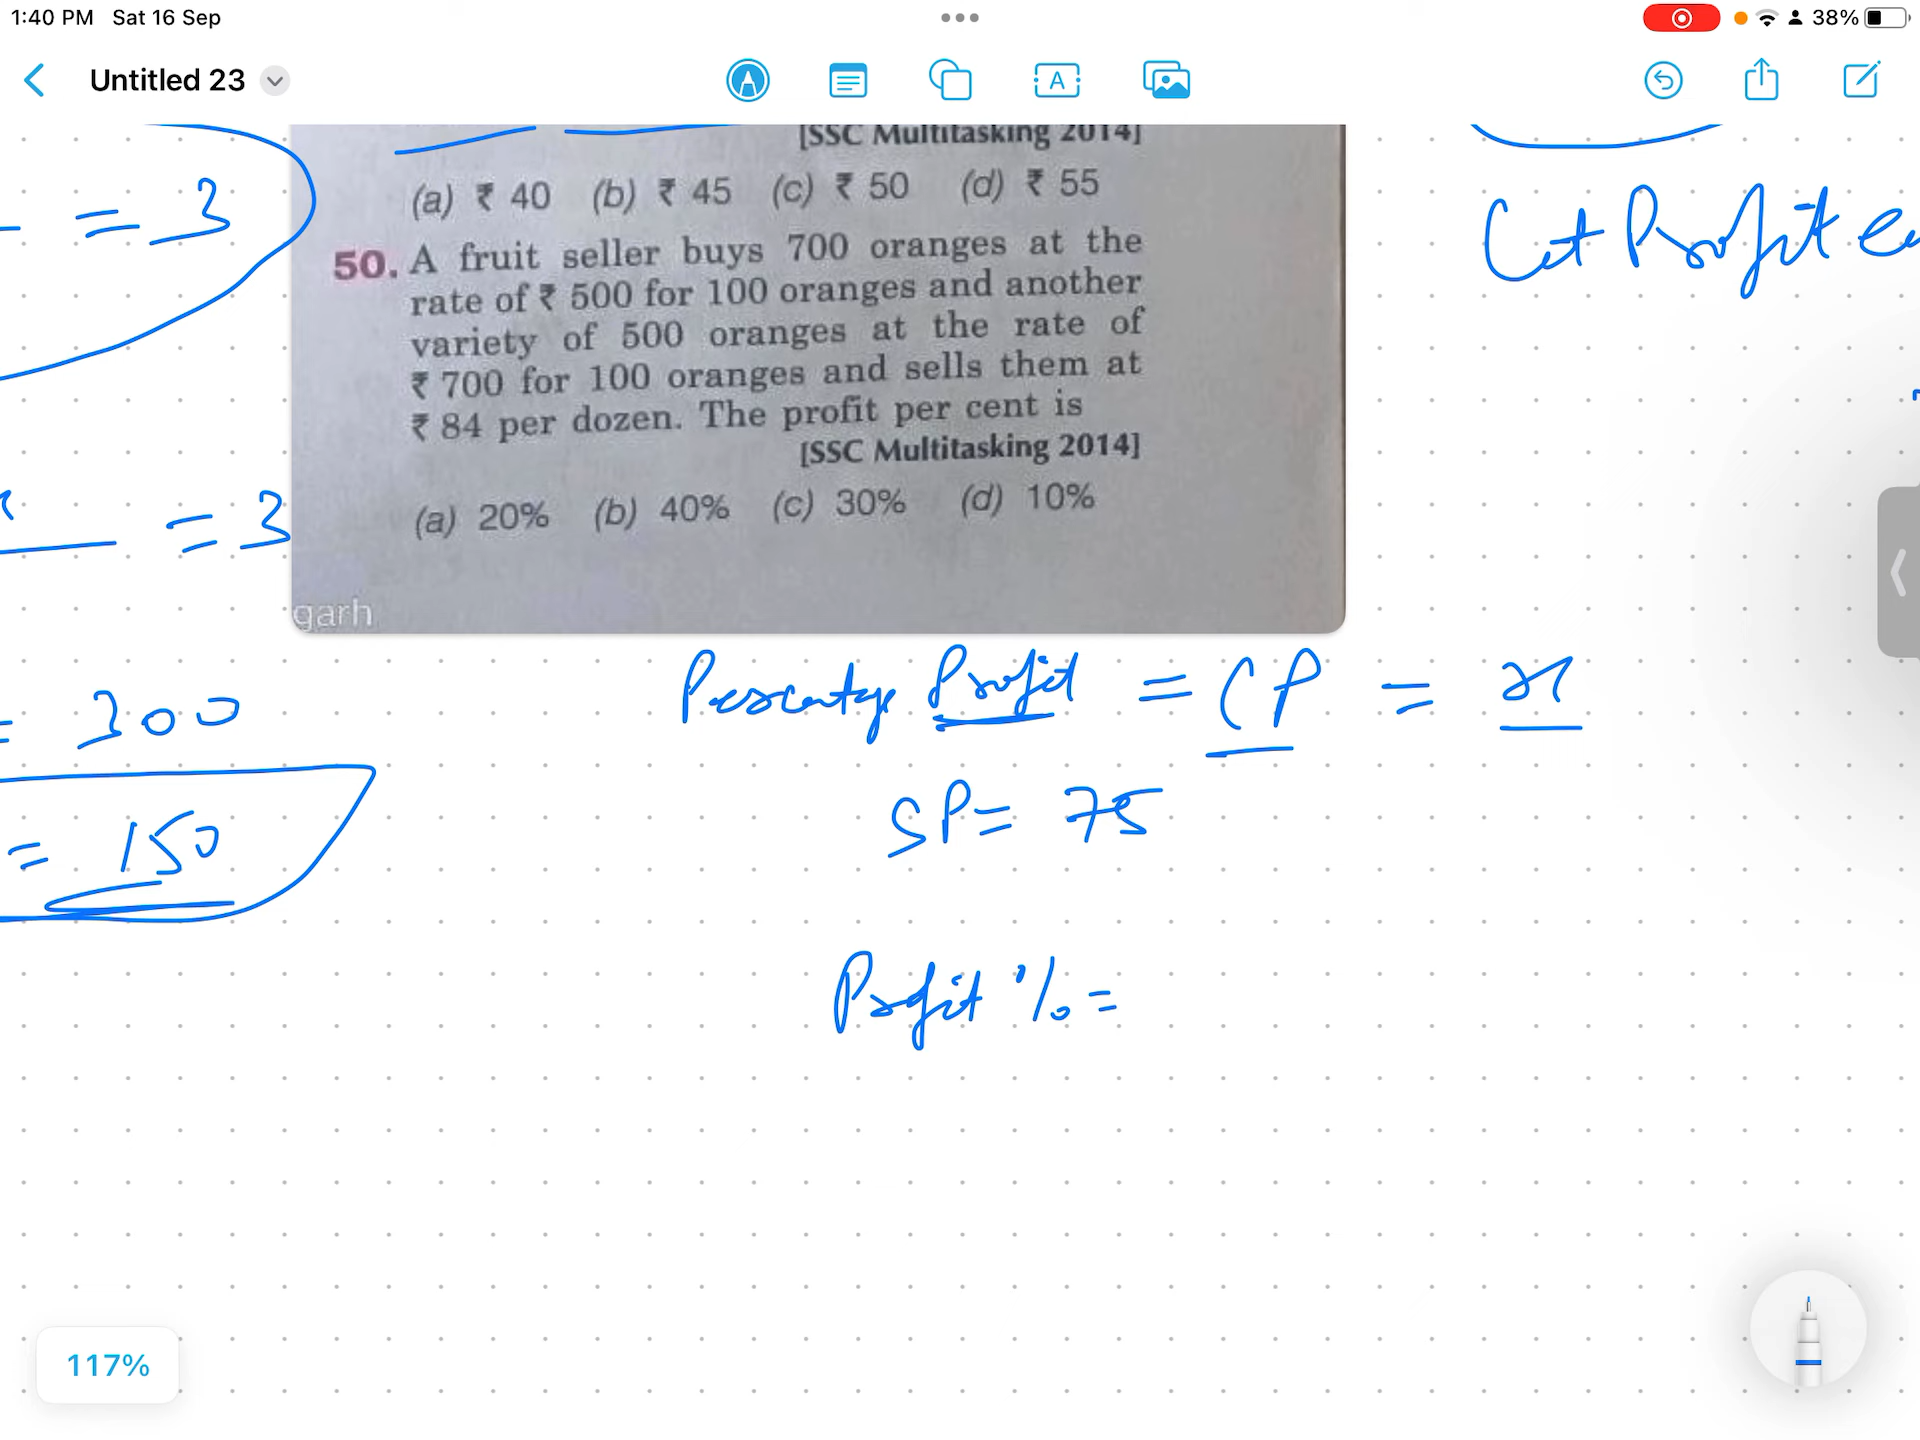 1:40 PM Sat 16 Sep
38%
Untitled 23
A
[SSC Multitasking 2014]
(a) ₹ 40 (b) ₹ 45 (c) ₹ 50 (d) ₹ 55
= 3
Let Profit
50. A fruit seller buys 700 oranges at the
rate of ₹ 500 for 100 oranges and another
variety of 500 oranges at the rate of
₹ 700 for 100 oranges and sells them at
₹ 84 per dozen. The profit per cent is
[SSC Multitasking 2014]
(a) 20% (b) 40% (c) 30% (d) 10%
= 3
garh
Percentage Profit = CP = x
= 300
SP = 75
= 150
Profit % =
117%